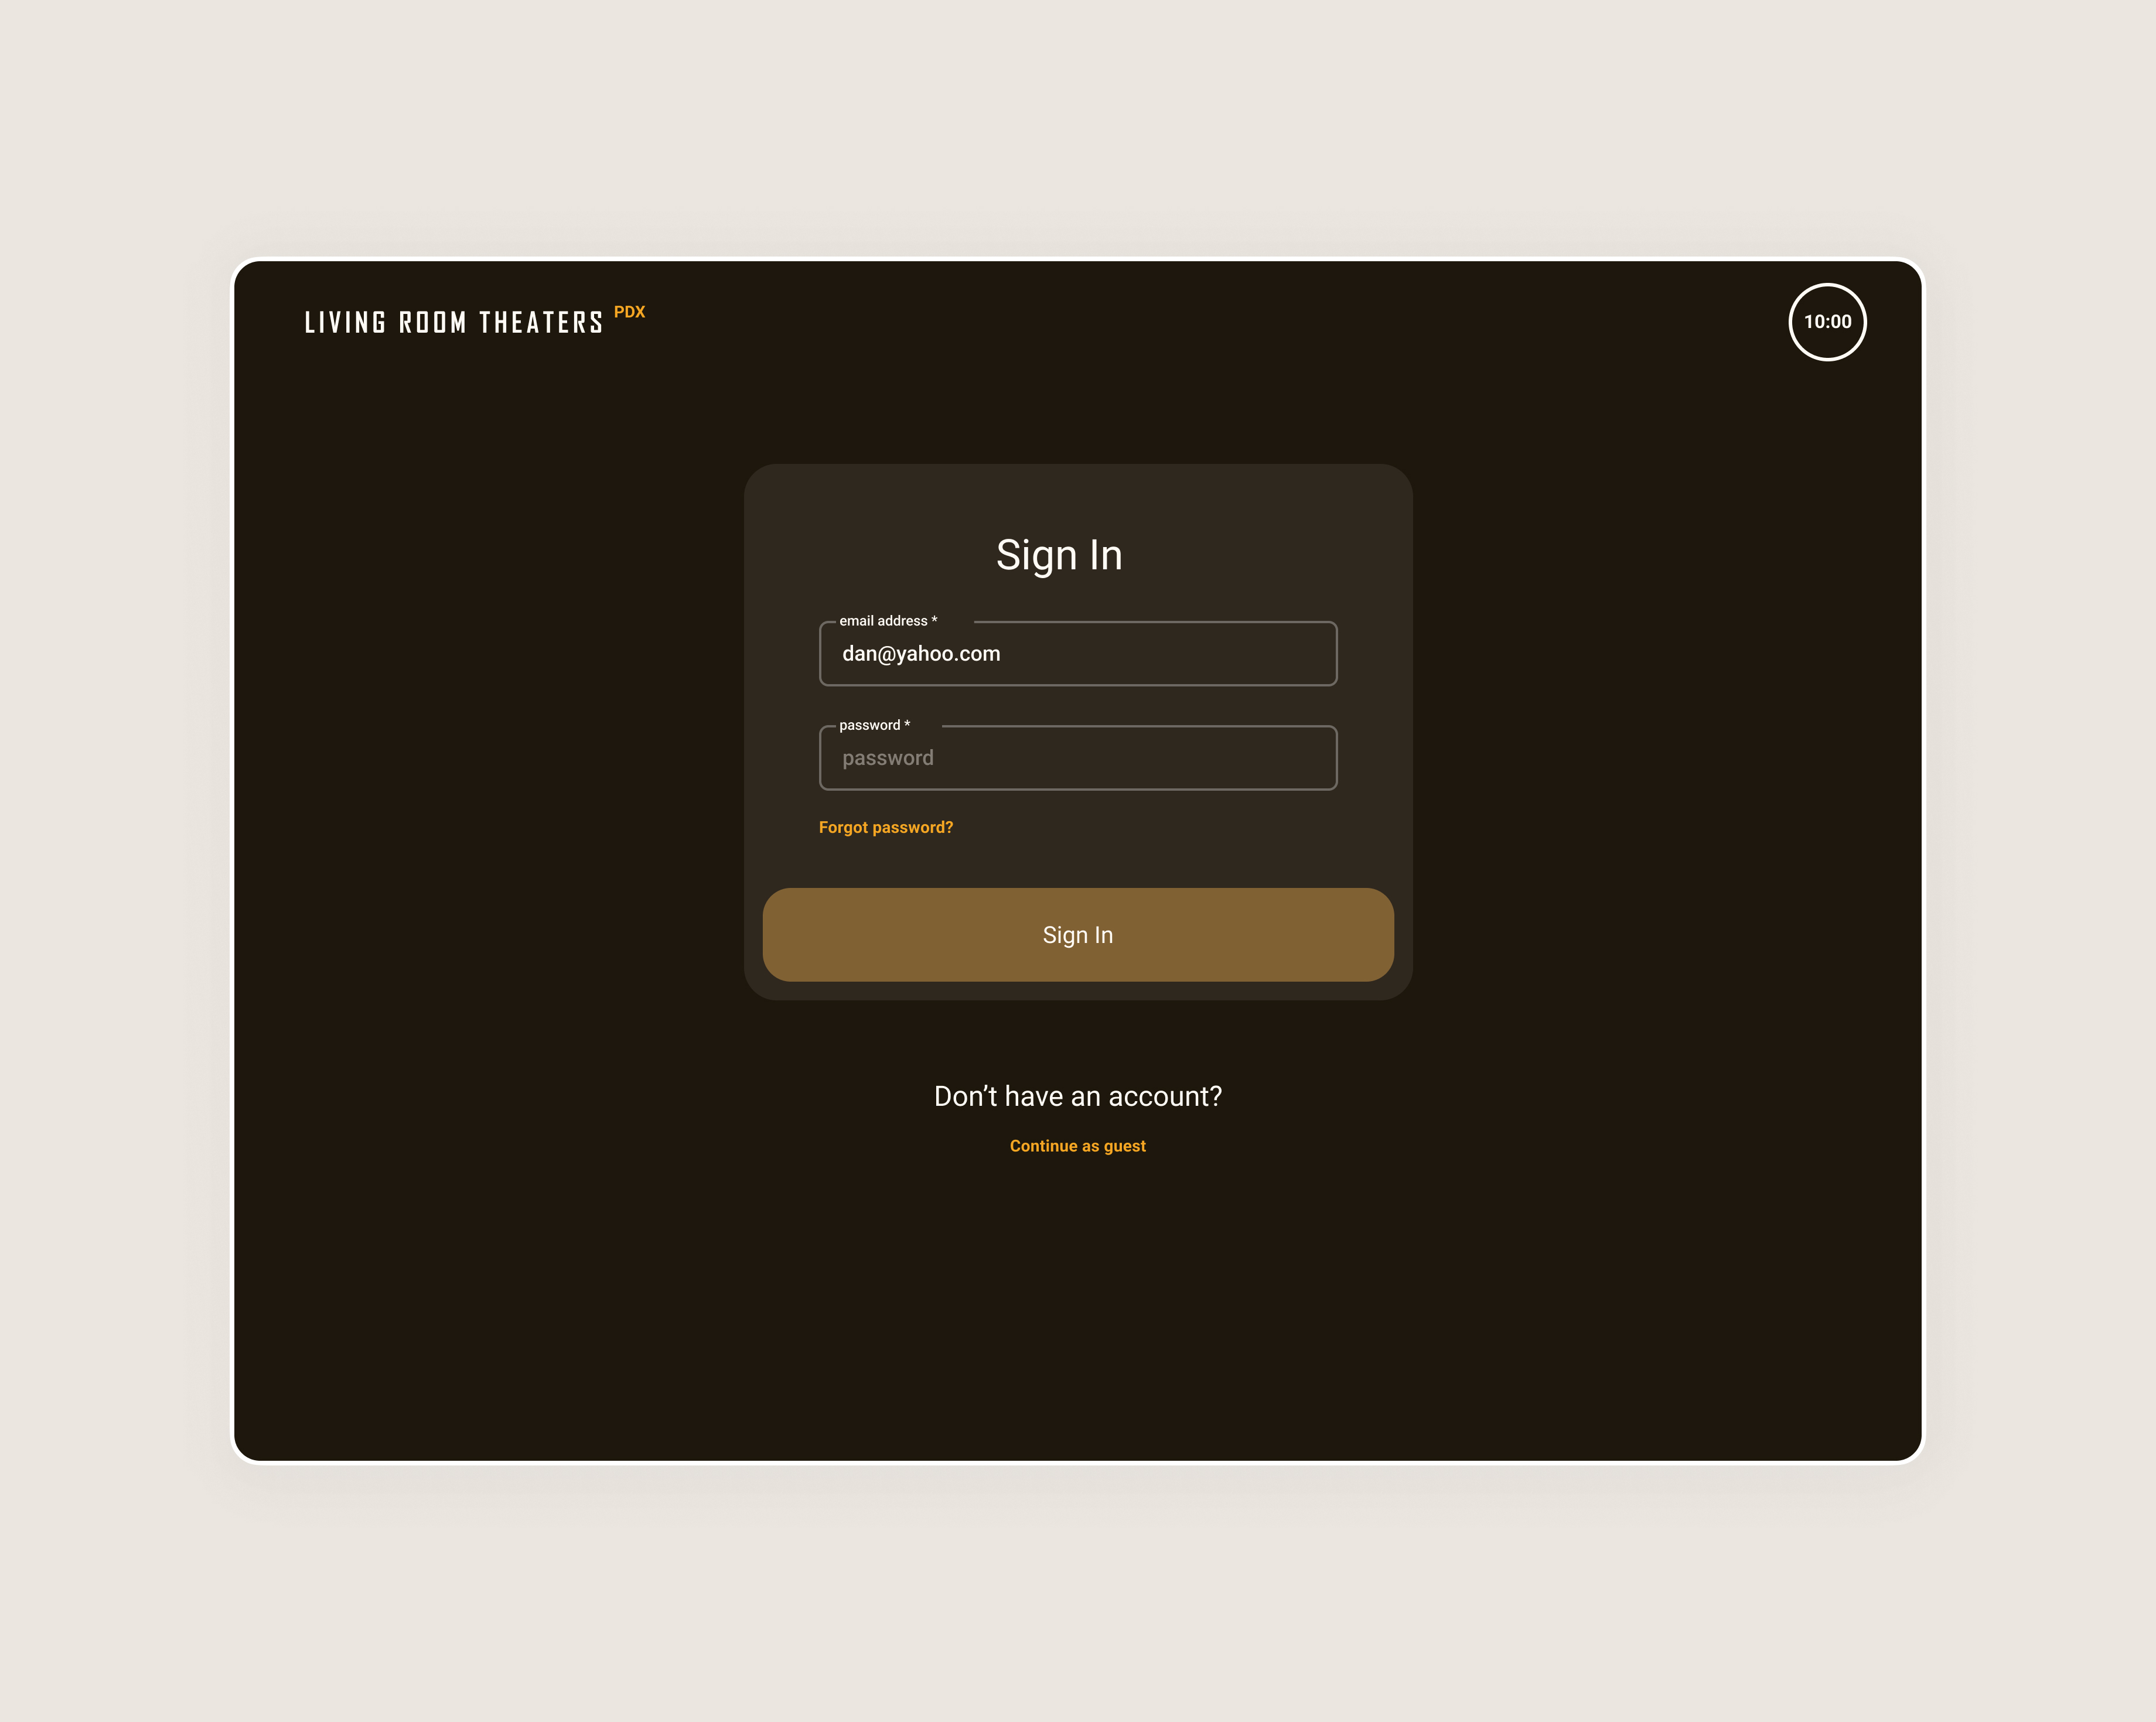 LIVING ROOM THEATERS PDX
10:00
Sign In
email address *
dan@yahoo.com
password *
password
Forgot password?
Sign In
Don’t have an account?
Continue as guest